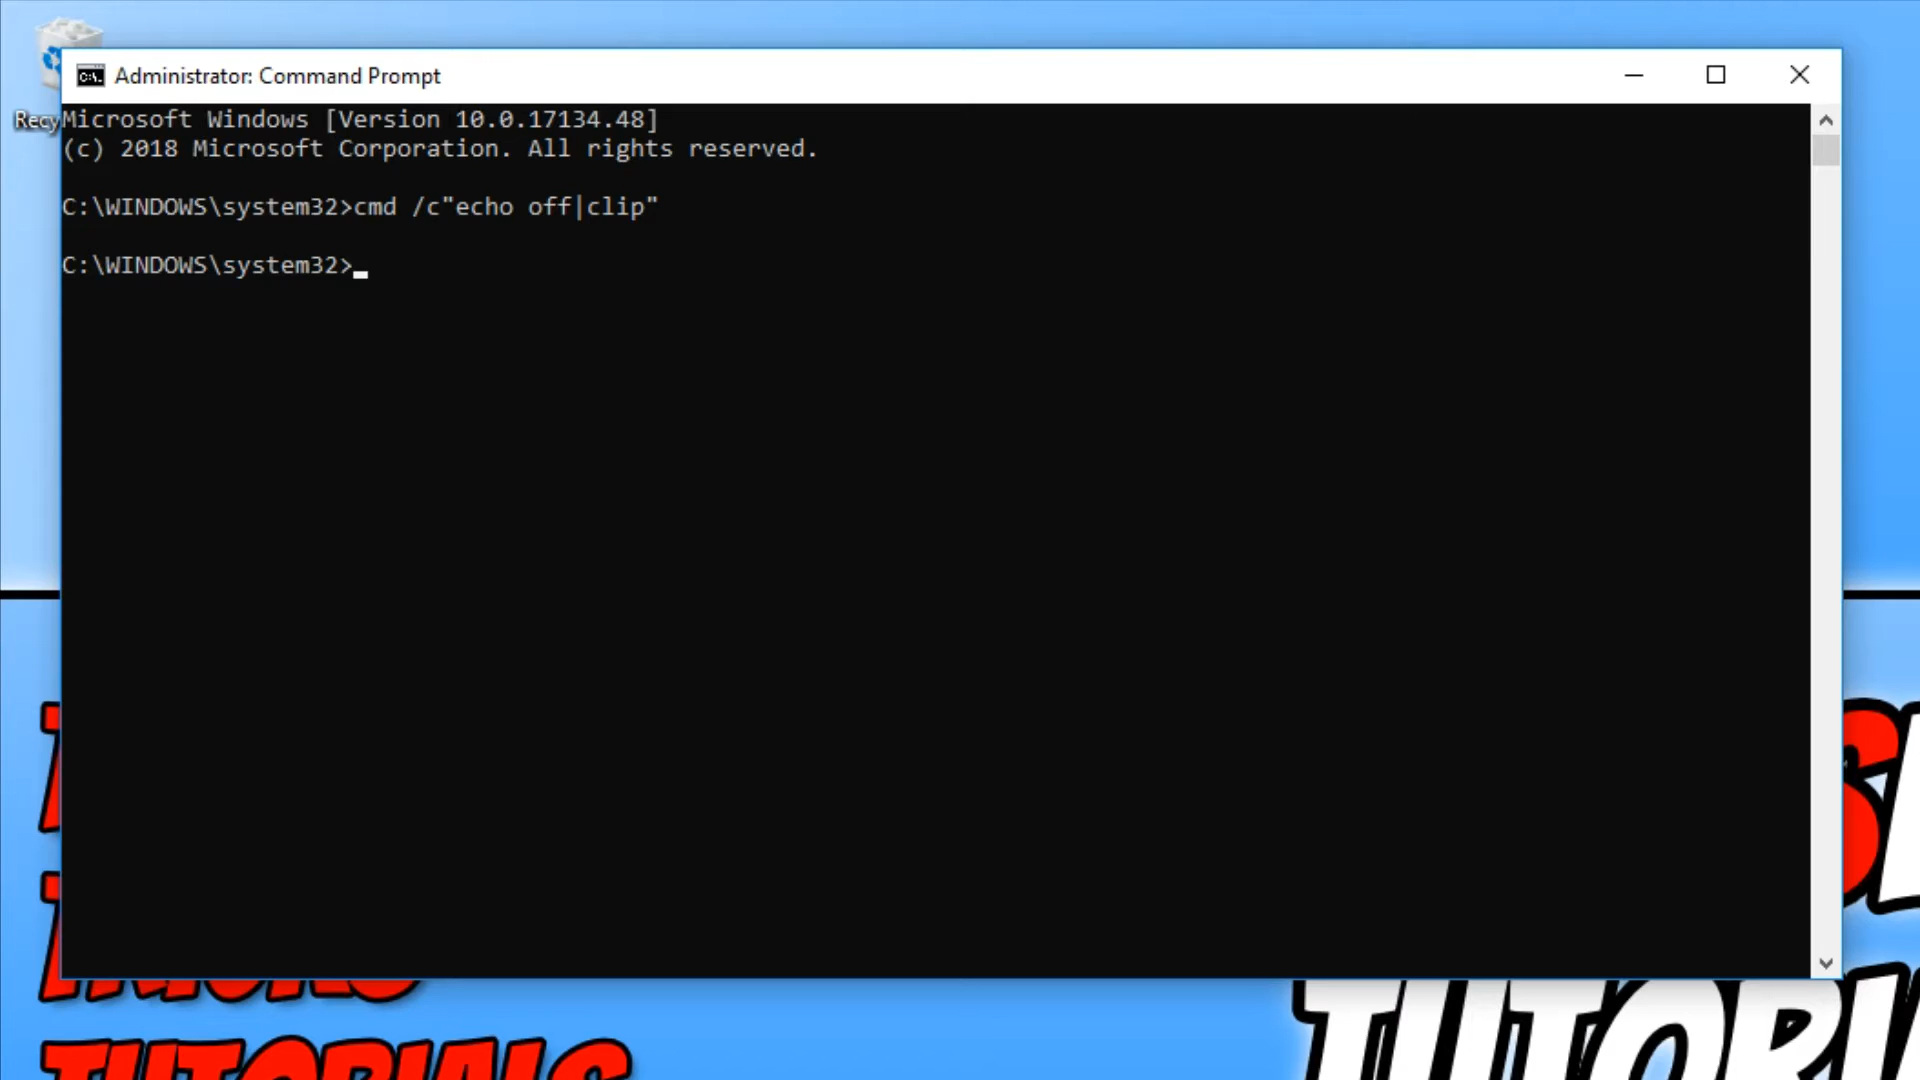 Administrator: Command Prompt
Recy
Microsoft Windows [Version 10.0.17134.48]
(c) 2018 Microsoft Corporation. All rights reserved.
C:\WINDOWS\system32>cmd /c"echo off|clip"
C:\WINDOWS\system32>
TUTORIALS